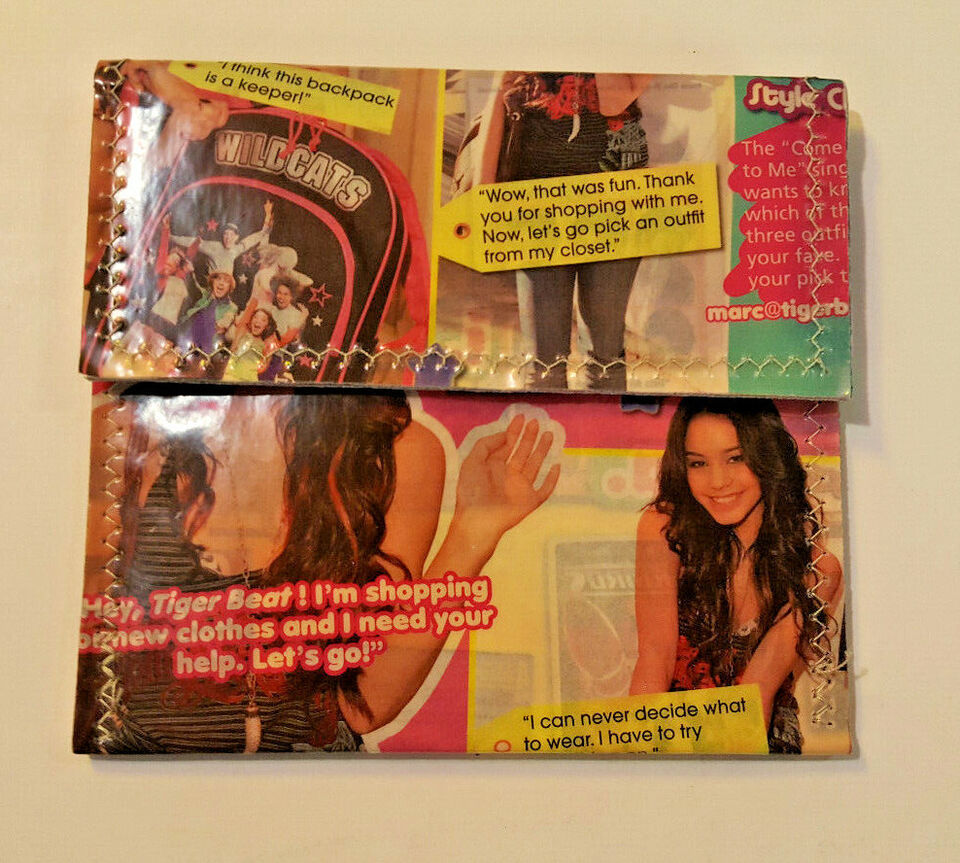 "I think this backpack
is a keeper!"
WILDCATS
"Wow, that was fun. Thank
you for shopping with me.
Now, let's go pick an outfit
from my closet."
Style C
The "Come
to Me" sing
wants to kn
which of th
three outfi
your fave.
your pick t
marc@tigerb
Hey, Tiger Beat! I'm shopping
new clothes and I need your
help. Let's go!"
"I can never decide what
to wear. I have to try